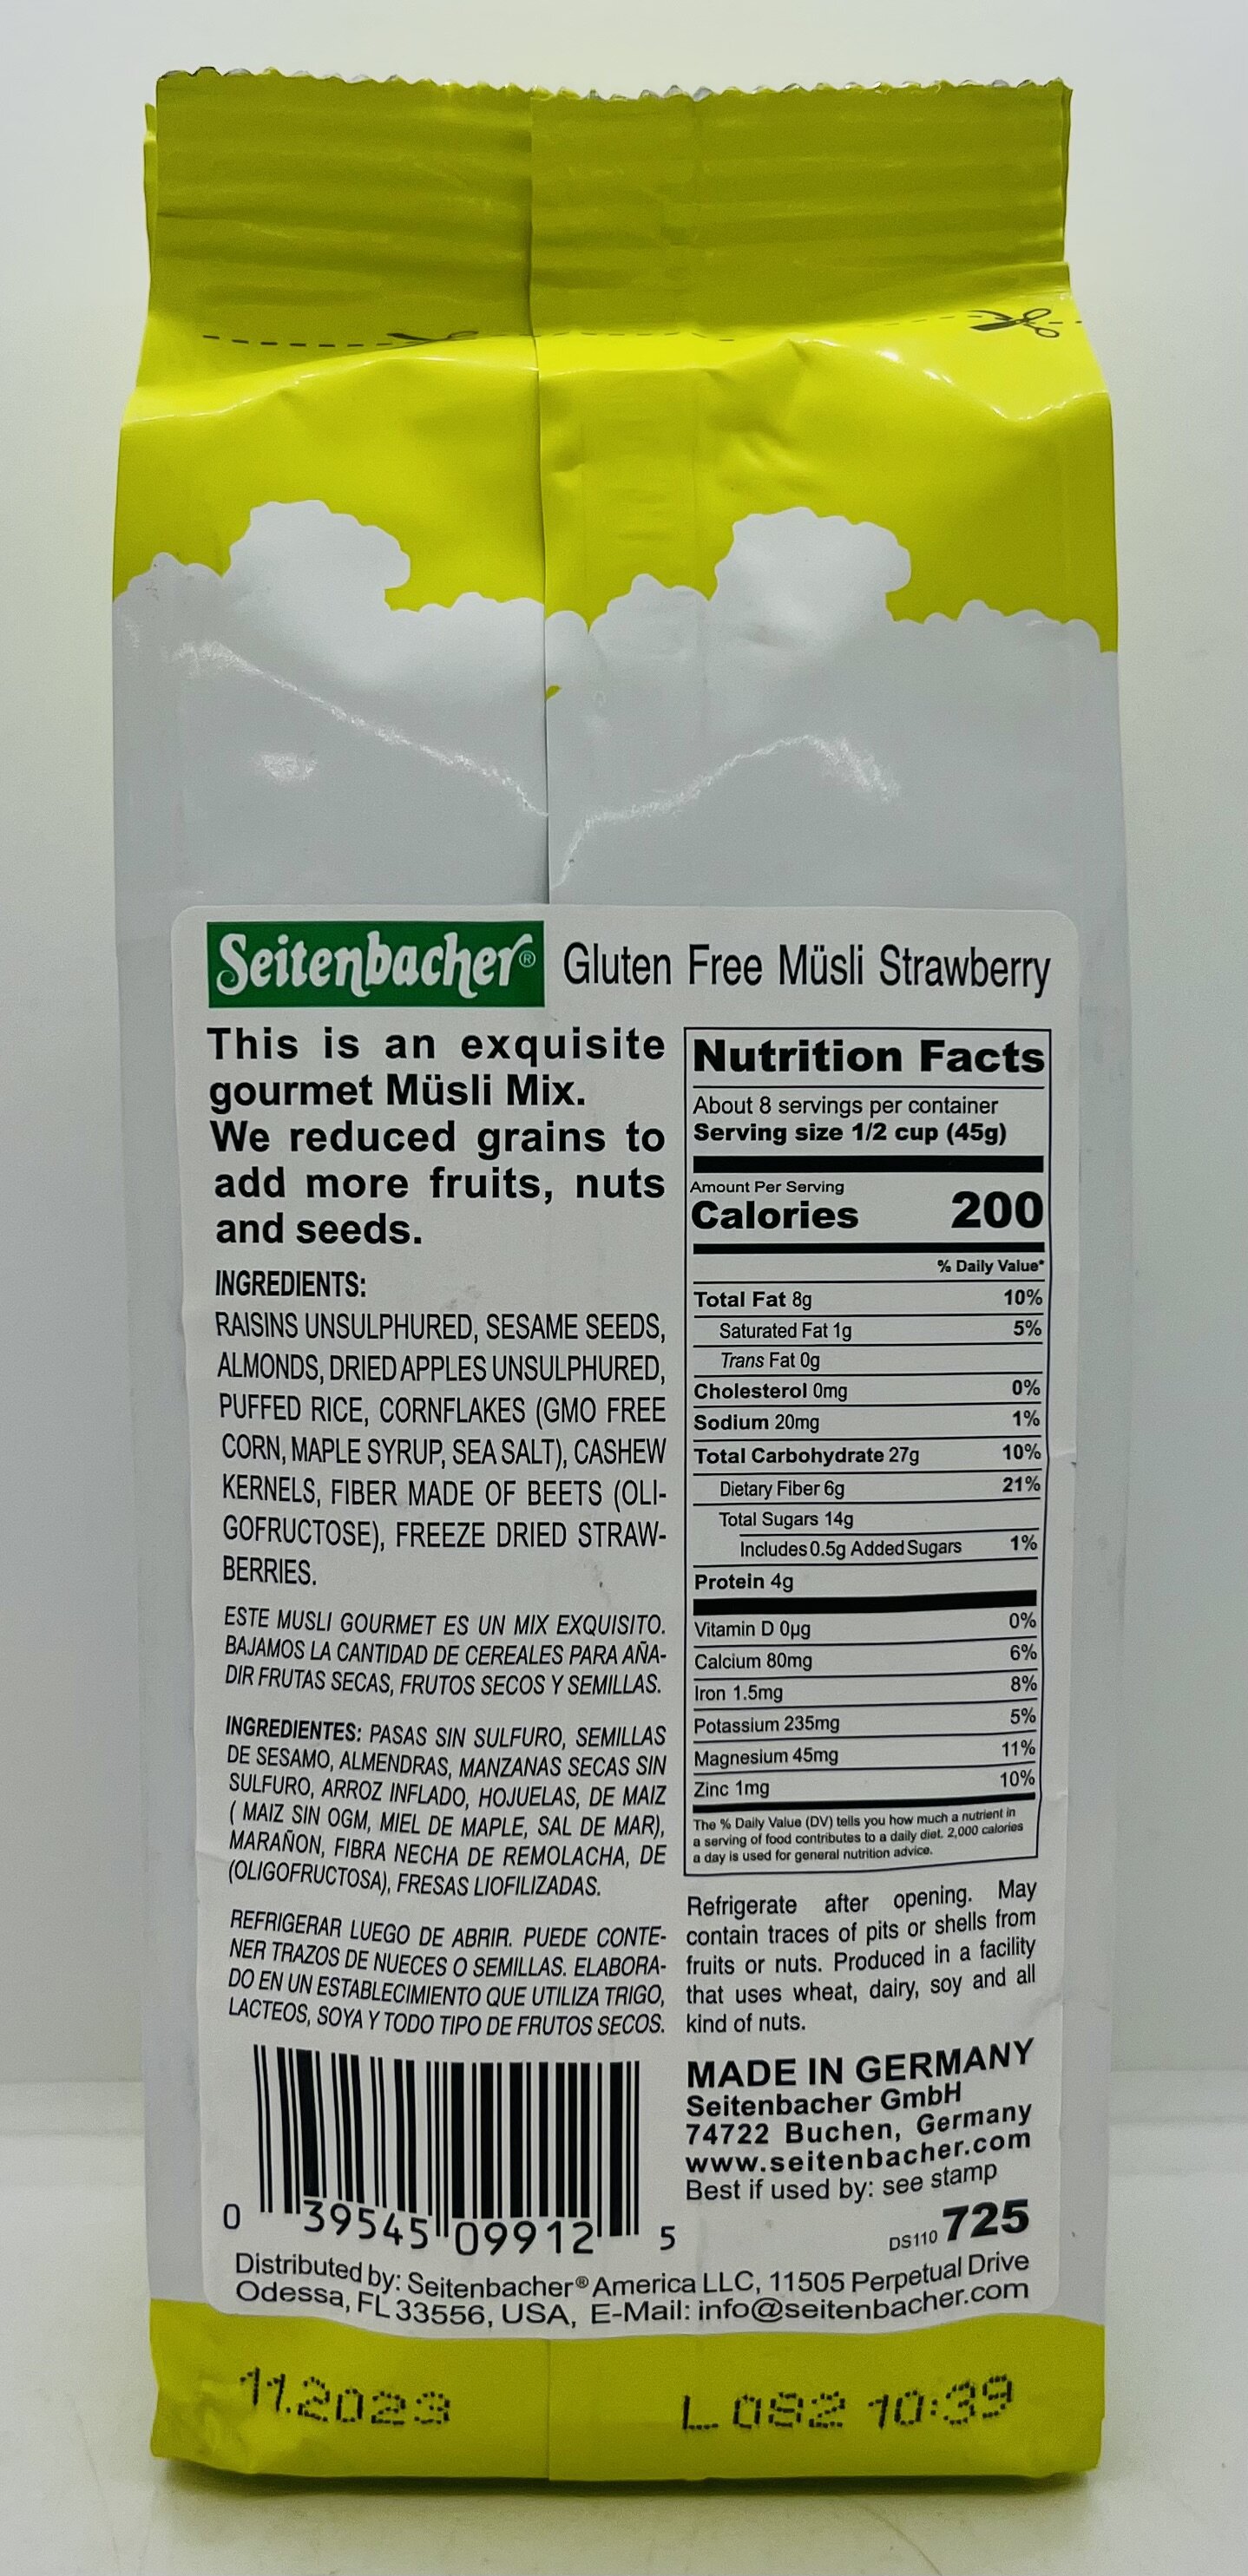 Seitenbacher® Gluten Free Müsli Strawberry
This is an exquisite
gourmet Müsli Mix.
We reduced grains to
add more fruits, nuts
and seeds.
INGREDIENTS:
RAISINS UNSULPHURED, SESAME SEEDS,
ALMONDS, DRIED APPLES UNSULPHURED,
PUFFED RICE, CORNFLAKES (GMO FREE
CORN, MAPLE SYRUP, SEA SALT), CASHEW
KERNELS, FIBER MADE OF BEETS (OLI-
GOFRUCTOSE), FREEZE DRIED STRAW-
BERRIES.
ESTE MUSLI GOURMET ES UN MIX EXQUISITO.
BAJAMOS LA CANTIDAD DE CEREALES PARA AÑA-
DIR FRUTAS SECAS, FRUTOS SECOS Y SEMILLAS.
INGREDIENTES: PASAS SIN SULFURO, SEMILLAS
DE SESAMO, ALMENDRAS, MANZANAS SECAS SIN
SULFURO, ARROZ INFLADO, HOJUELAS, DE MAIZ
( MAIZ SIN OGM, MIEL DE MAPLE, SAL DE MAR),
MARAÑON, FIBRA NECHA DE REMOLACHA, DE
(OLIGOFRUCTOSA), FRESAS LIOFILIZADAS.
REFRIGERAR LUEGO DE ABRIR. PUEDE CONTE-
NER TRAZOS DE NUECES O SEMILLAS. ELABORA-
DO EN UN ESTABLECIMIENTO QUE UTILIZA TRIGO,
LACTEOS, SOYA Y TODO TIPO DE FRUTOS SECOS.
Nutrition Facts
About 8 servings per container
Serving size 1/2 cup (45g)
Amount Per Serving
Calories 200
% Daily Value*
Total Fat 8g 10%
Saturated Fat 1g 5%
Trans Fat 0g
Cholesterol 0mg 0%
Sodium 20mg 1%
Total Carbohydrate 27g 10%
Dietary Fiber 6g 21%
Total Sugars 14g
Includes 0.5g Added Sugars 1%
Protein 4g
Vitamin D 0µg 0%
Calcium 80mg 6%
Iron 1.5mg 8%
Potassium 235mg 5%
Magnesium 45mg 11%
Zinc 1mg 10%
The % Daily Value (DV) tells you how much a nutrient in
a serving of food contributes to a daily diet. 2,000 calories
a day is used for general nutrition advice.
Refrigerate after opening. May
contain traces of pits or shells from
fruits or nuts. Produced in a facility
that uses wheat, dairy, soy and all
kind of nuts.
MADE IN GERMANY
Seitenbacher GmbH
74722 Buchen, Germany
www.seitenbacher.com
Best if used by: see stamp
DS110 725
0 39545 09912 5
Distributed by: Seitenbacher® America LLC, 11505 Perpetual Drive
Odessa, FL 33556, USA, E-Mail: info@seitenbacher.com
11.2023
L 082 10:39